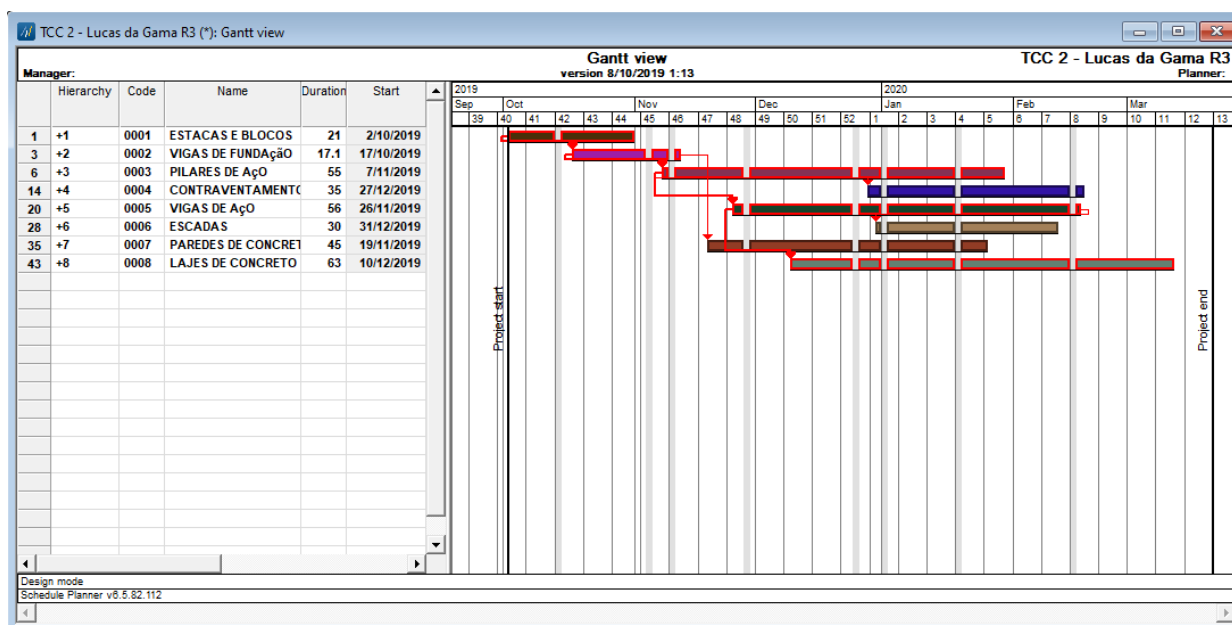 TCC 2 - Lucas da Gama R3 (*): Gantt view
Gantt view
TCC 2 - Lucas da Gama R3
Manager:
version 8/10/2019 1:13
Planner:
Hierarchy Code Name Duration Start
2019 2020
Sep Oct Nov Dec Jan Feb Mar
39 40 41 42 43 44 45 46 47 48 49 50 51 52 1 2 3 4 5 6 7 8 9 10 11 12 13
1 +1 0001 ESTACAS E BLOCOS 21 2/10/2019
3 +2 0002 VIGAS DE FUNDAçãO 17.1 17/10/2019
6 +3 0003 PILARES DE AçO 55 7/11/2019
14 +4 0004 CONTRAVENTAMENTO 35 27/12/2019
20 +5 0005 VIGAS DE AçO 56 26/11/2019
28 +6 0006 ESCADAS 30 31/12/2019
35 +7 0007 PAREDES DE CONCRET 45 19/11/2019
43 +8 0008 LAJES DE CONCRETO 63 10/12/2019
Project start
Project end
Design mode
Schedule Planner v6.5.82.112